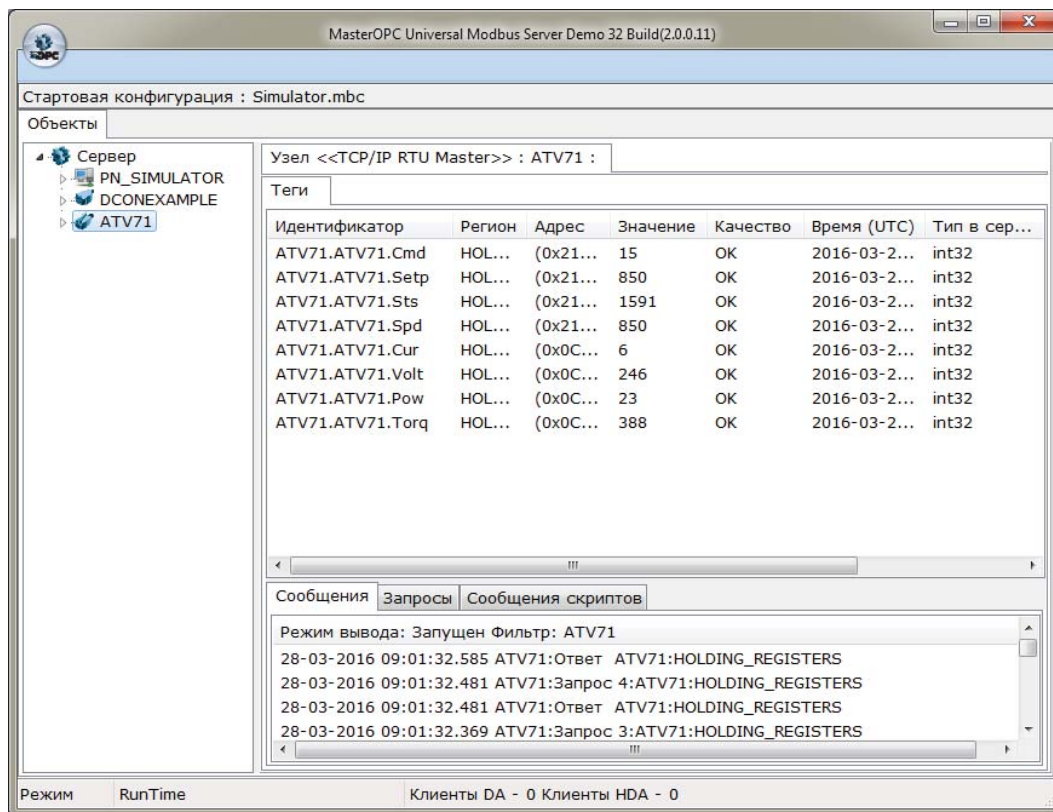 MasterOPC Universal Modbus Server Demo 32 Build(2.0.0.11)
OPC
Стартовая конфигурация : Simulator.mbc
Объекты
Сервер
PN_SIMULATOR
DCONEXAMPLE
ATV71
Узел <<TCP/IP RTU Master>> : ATV71 :
Теги
Идентификатор Регион Адрес Значение Качество Время (UTC) Тип в сер...
ATV71.ATV71.Cmd HOL... (0x21... 15 OK 2016-03-2... int32
ATV71.ATV71.Setp HOL... (0x21... 850 OK 2016-03-2... int32
ATV71.ATV71.Sts HOL... (0x21... 1591 OK 2016-03-2... int32
ATV71.ATV71.Spd HOL... (0x21... 850 OK 2016-03-2... int32
ATV71.ATV71.Cur HOL... (0x0C... 6 OK 2016-03-2... int32
ATV71.ATV71.Volt HOL... (0x0C... 246 OK 2016-03-2... int32
ATV71.ATV71.Pow HOL... (0x0C... 23 OK 2016-03-2... int32
ATV71.ATV71.Torq HOL... (0x0C... 388 OK 2016-03-2... int32
Сообщения Запросы Сообщения скриптов
Режим вывода: Запущен Фильтр: ATV71
28-03-2016 09:01:32.585 ATV71:Ответ ATV71:HOLDING_REGISTERS
28-03-2016 09:01:32.481 ATV71:Запрос 4:ATV71:HOLDING_REGISTERS
28-03-2016 09:01:32.481 ATV71:Ответ ATV71:HOLDING_REGISTERS
28-03-2016 09:01:32.369 ATV71:Запрос 3:ATV71:HOLDING_REGISTERS
Режим RunTime Клиенты DA - 0 Клиенты HDA - 0